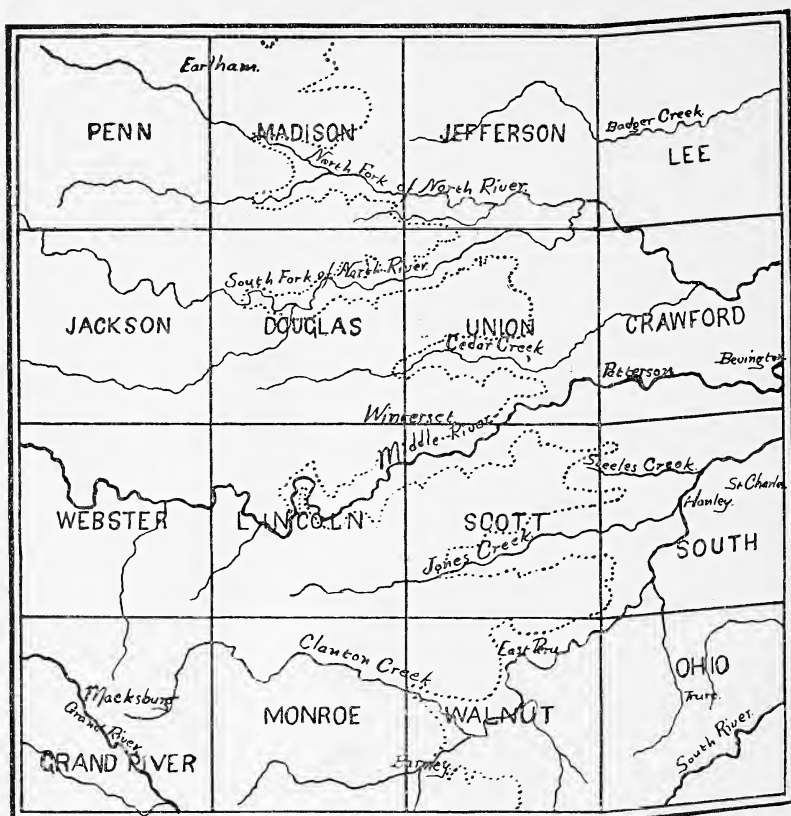 Earlham.
PENN
MADISON
JEFFERSON
Badger Creek
LEE
North Fork of North River.
South Fork of North River.
JACKSON
DOUGLAS
UNION
CRAWFORD
Cedar Creek
Patterson
Bevington
Winterset
Middle River.
Steeles Creek.
St Charles
Hanley.
WEBSTER
LINCOLN
SCOTT
SOUTH
Jones Creek
Clanton Creek
East Peru
OHIO
Truro.
Macksburg
MONROE
WALNUT
Grand River
GRAND RIVER
South River.
Barney